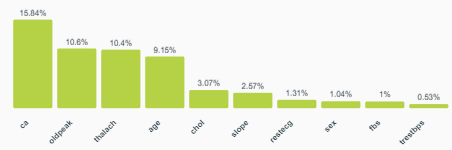 15.84%
10.6%
10.4%
9.15%
3.07%
2.57%
1.31%
1.04%
1%
0.53%
ca
oldpeak
thalach
age
chol
slope
restecg
sex
fbs
trestbps